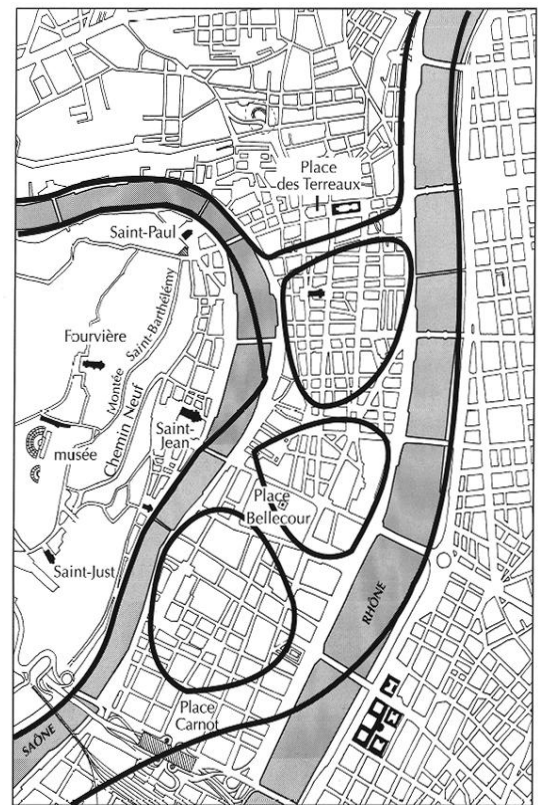 Place
des Terreaux
Saint-Paul
Fourvière
Montée Saint-Barthélémy
Chemin Neuf
Saint-
Jean
musée
Place
Bellecour
Saint-Just
RHÔNE
Place
Carnot
SAÔNE